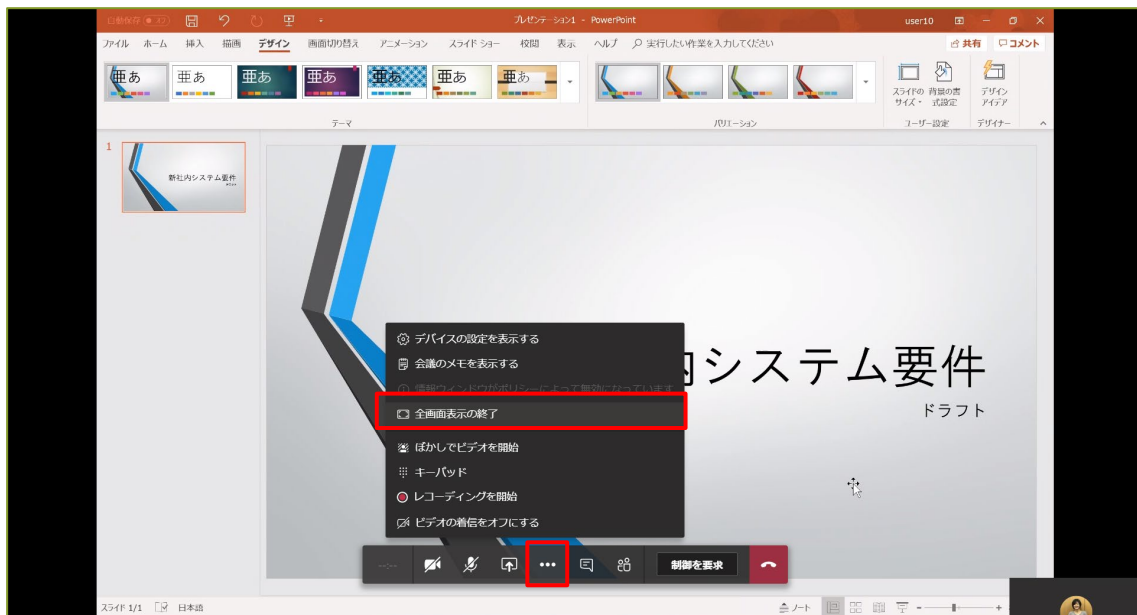 自動保存
プレゼンテーション1 - PowerPoint
user10
ファイル ホーム 挿入 描画 デザイン 画面切り替え アニメーション スライド ショー 校閲 表示 ヘルプ 実行したい作業を入力してください
共有 コメント
亜あ 亜あ 亜あ 亜あ 亜あ 亜あ 亜あ
スライドの サイズ 背景の書式設定 デザイン アイデア
テーマ バリエーション ユーザー設定 デザイナー
1
新社内システム要件
内システム要件
ドラフト
デバイスの設定を表示する
会議のメモを表示する
情報ウィンドウがポリシーによって無効になっています
全画面表示の終了
ぼかしでビデオを開始
キーパッド
レコーディングを開始
ビデオの着信をオフにする
--:--
制御を要求
スライド 1/1 日本語 ノート